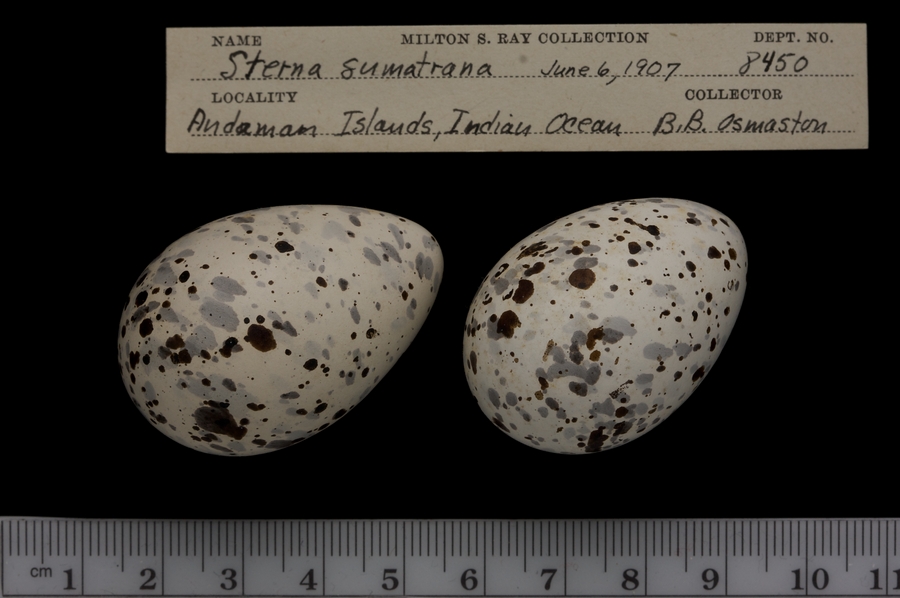 NAME MILTON S. RAY COLLECTION DEPT. NO.
Sterna sumatrana June 6, 1907 8450
LOCALITY COLLECTOR
Andaman Islands, Indian Ocean B.B. Osmaston
cm 1 2 3 4 5 6 7 8 9 10 11